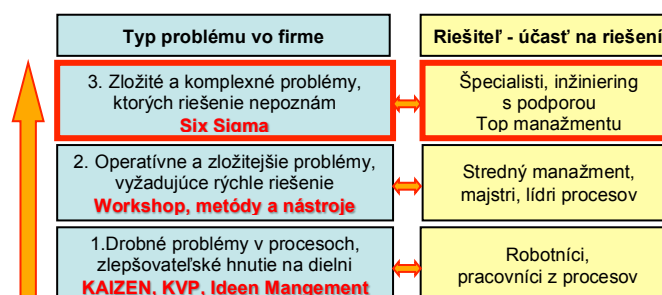 Typ problému vo firme
Riešiteľ - účasť na riešení
3. Zložité a komplexné problémy,
ktorých riešenie nepoznám
Six Sigma
Špecialisti, inžiniering
s podporou
Top manažmentu
2. Operatívne a zložitejšie problémy,
vyžadujúce rýchle riešenie
Workshop, metódy a nástroje
Stredný manažment,
majstri, lídri procesov
1.Drobné problémy v procesoch,
zlepšovateľské hnutie na dielni
KAIZEN, KVP, Ideen Mangement
Robotníci,
pracovníci z procesov